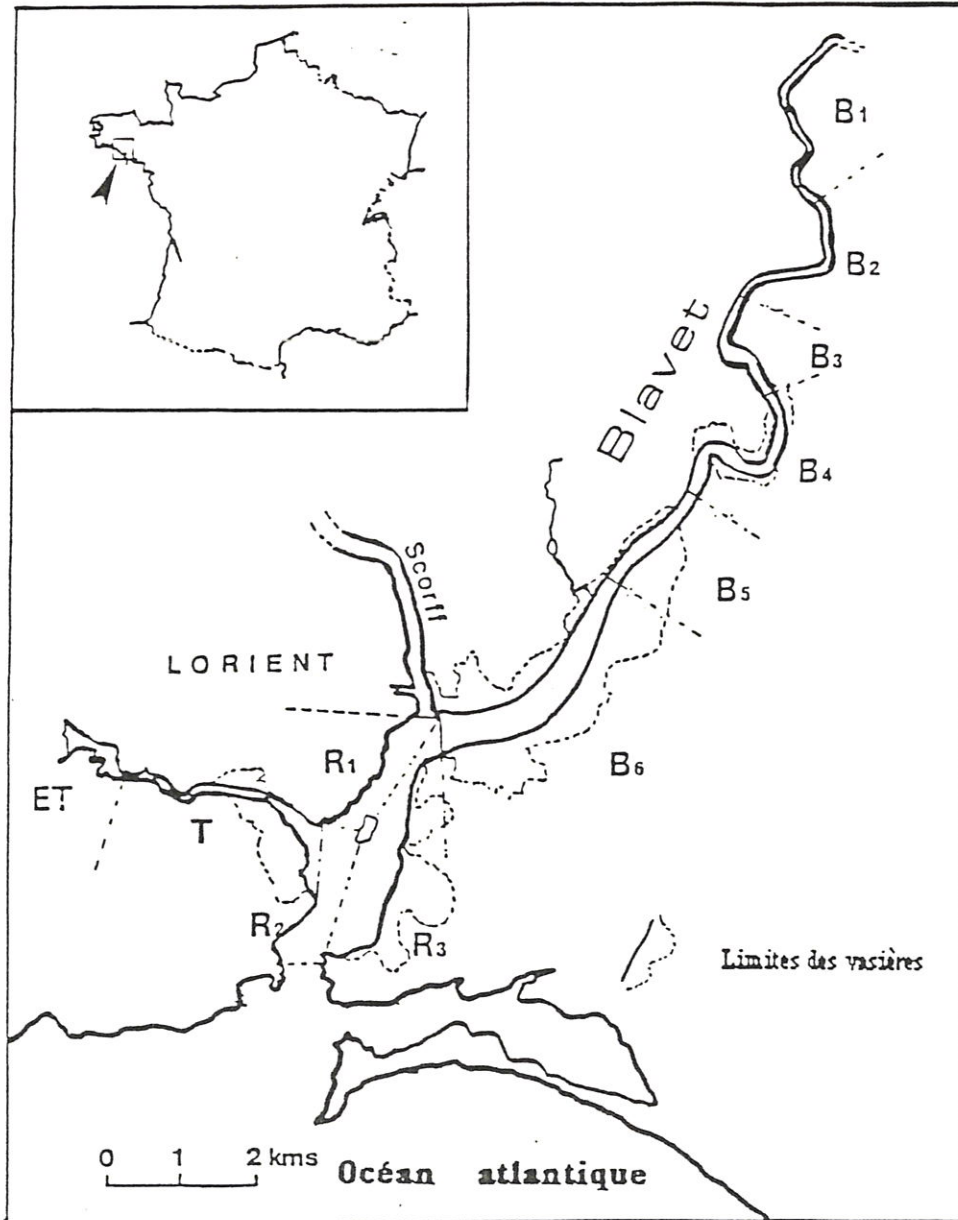 B1
B2
B3
Blavet
B4
Scorff
B5
LORIENT
R1
B6
ET
T
R2
R3
Limites des vasières
0 1 2 kms
Océan atlantique